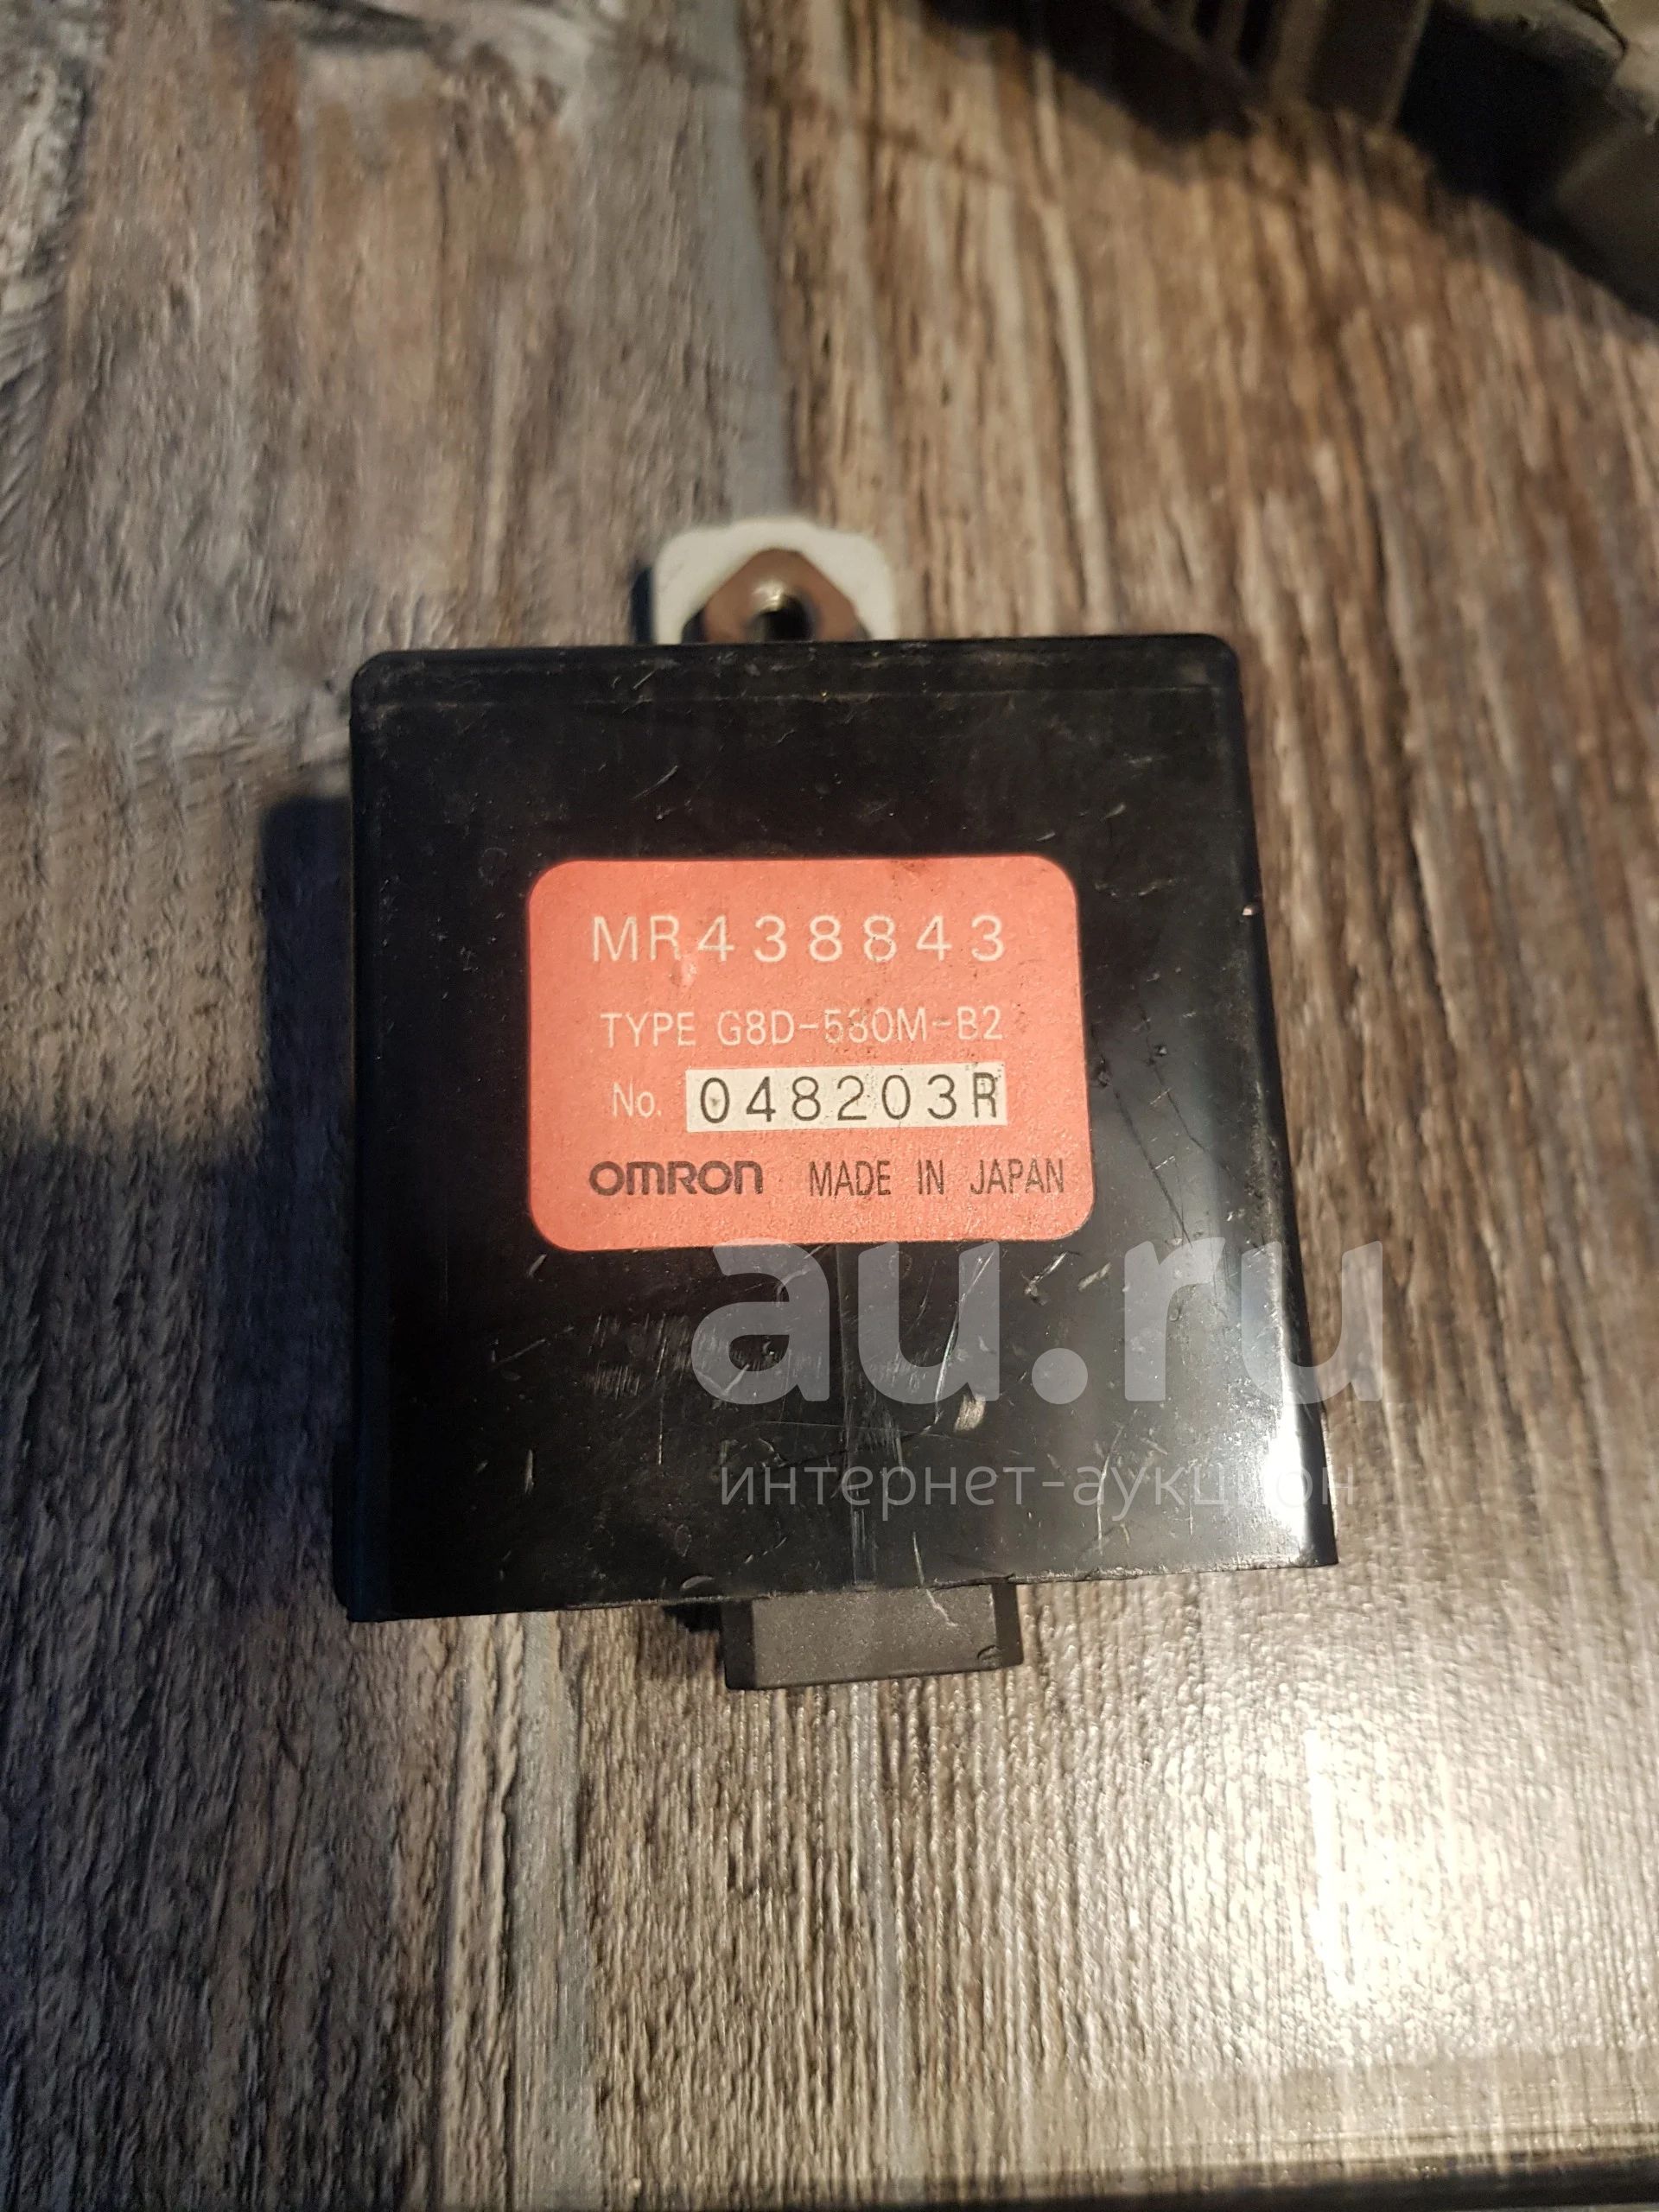 MR438843
TYPE G8D-530M-B2
No. 048203R
OMRON MADE IN JAPAN
au.ru
интернет-аукцион